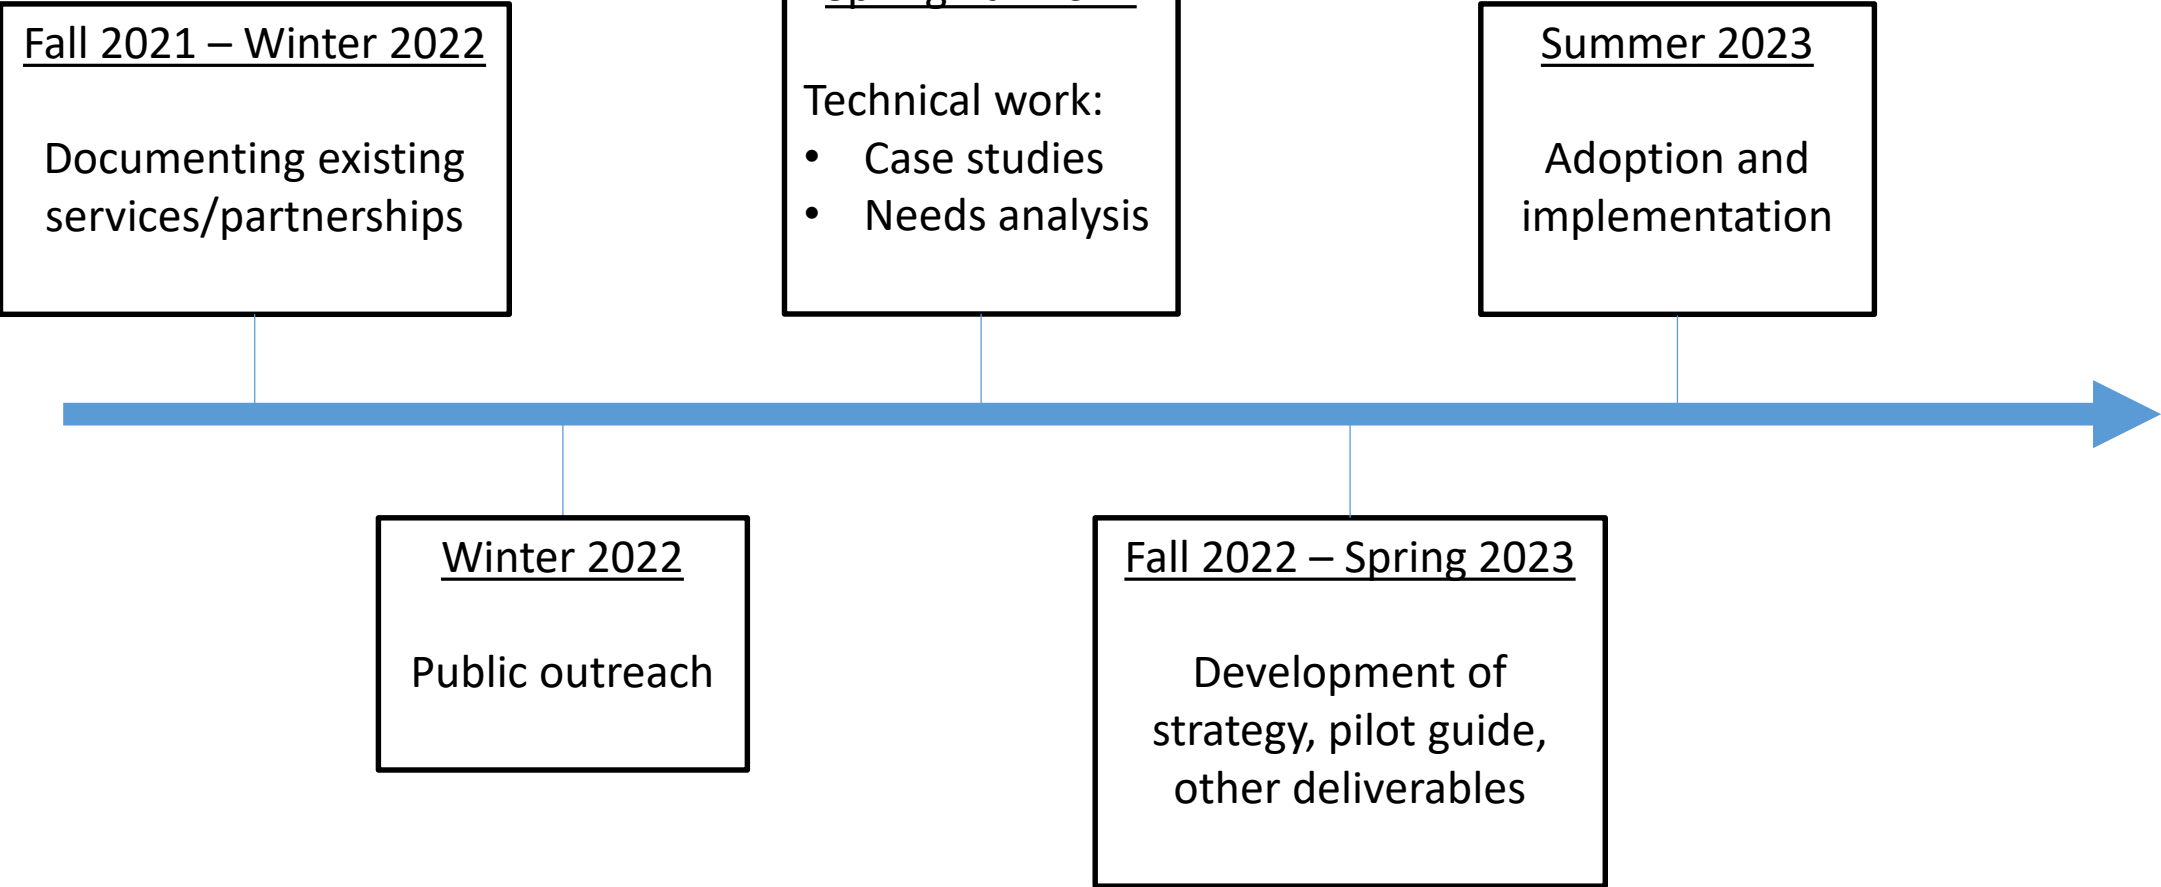 Fall 2021 – Winter 2022
Documenting existing
services/partnerships
Winter 2022
Public outreach
Technical work:
• Case studies
• Needs analysis
Fall 2022 – Spring 2023
Development of
strategy, pilot guide,
other deliverables
Summer 2023
Adoption and
implementation